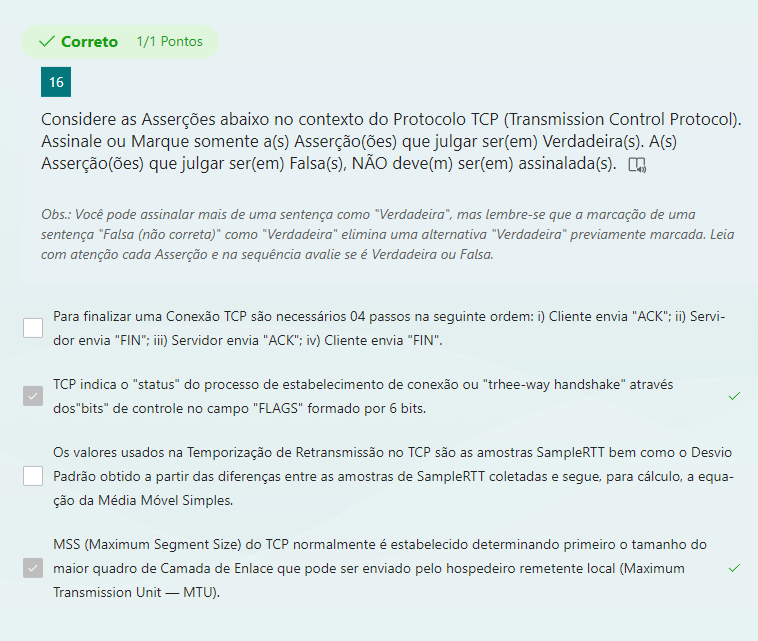 Correto 1/1 Pontos
16
Considere as Asserções abaixo no contexto do Protocolo TCP (Transmission Control Protocol).
Assinale ou Marque somente a(s) Asserção(ões) que julgar ser(em) Verdadeira(s). A(s)
Asserção(ões) que julgar ser(em) Falsa(s), NÃO deve(m) ser(em) assinalada(s).
Obs.: Você pode assinalar mais de uma sentença como "Verdadeira", mas lembre-se que a marcação de uma
sentença "Falsa (não correta)" como "Verdadeira" elimina uma alternativa "Verdadeira" previamente marcada. Leia
com atenção cada Asserção e na sequência avalie se é Verdadeira ou Falsa.
Para finalizar uma Conexão TCP são necessários 04 passos na seguinte ordem: i) Cliente envia "ACK"; ii) Servi-
dor envia "FIN"; iii) Servidor envia "ACK"; iv) Cliente envia "FIN".
TCP indica o "status" do processo de estabelecimento de conexão ou "trhee-way handshake" através
dos"bits" de controle no campo "FLAGS" formado por 6 bits.
Os valores usados na Temporização de Retransmissão no TCP são as amostras SampleRTT bem como o Desvio
Padrão obtido a partir das diferenças entre as amostras de SampleRTT coletadas e segue, para cálculo, a equa-
ção da Média Móvel Simples.
MSS (Maximum Segment Size) do TCP normalmente é estabelecido determinando primeiro o tamanho do
maior quadro de Camada de Enlace que pode ser enviado pelo hospedeiro remetente local (Maximum
Transmission Unit — MTU).